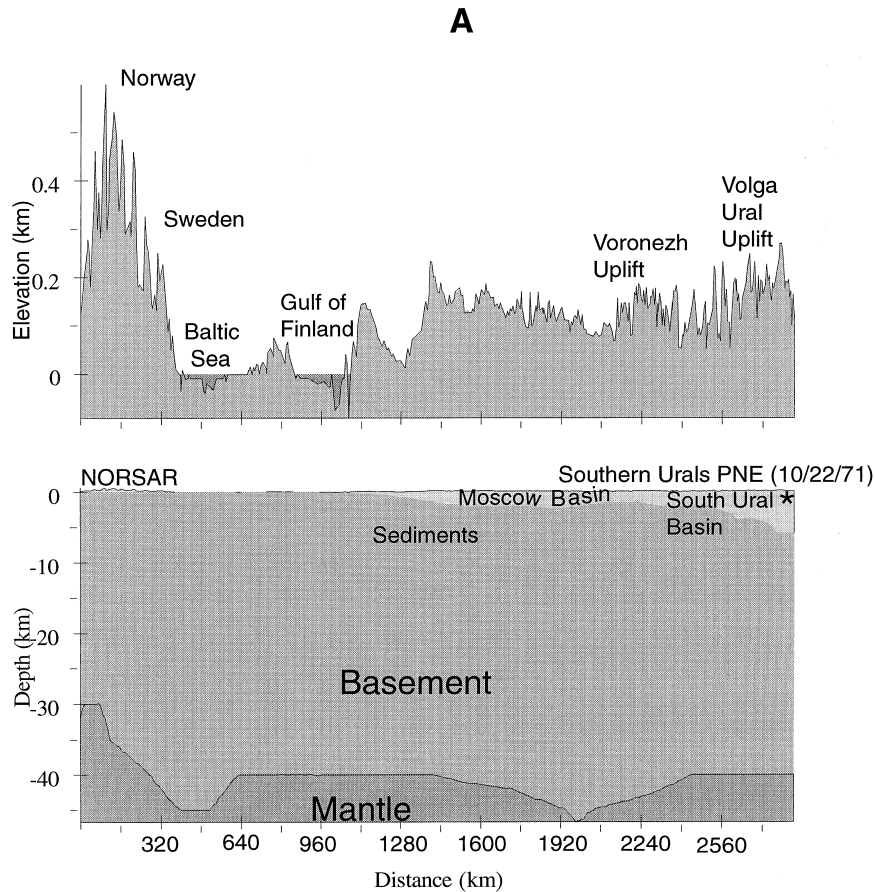 A
Norway
Elevation (km)
0.4
0.2
0
Sweden
Baltic
Sea
Gulf of
Finland
Voronezh
Uplift
Volga
Ural
Uplift
NORSAR
Southern Urals PNE (10/22/71)
Moscow Basin
South Ural *
Basin
Sediments
Depth (km)
0
-10
-20
-30
-40
Basement
Mantle
320 640 960 1280 1600 1920 2240 2560
Distance (km)